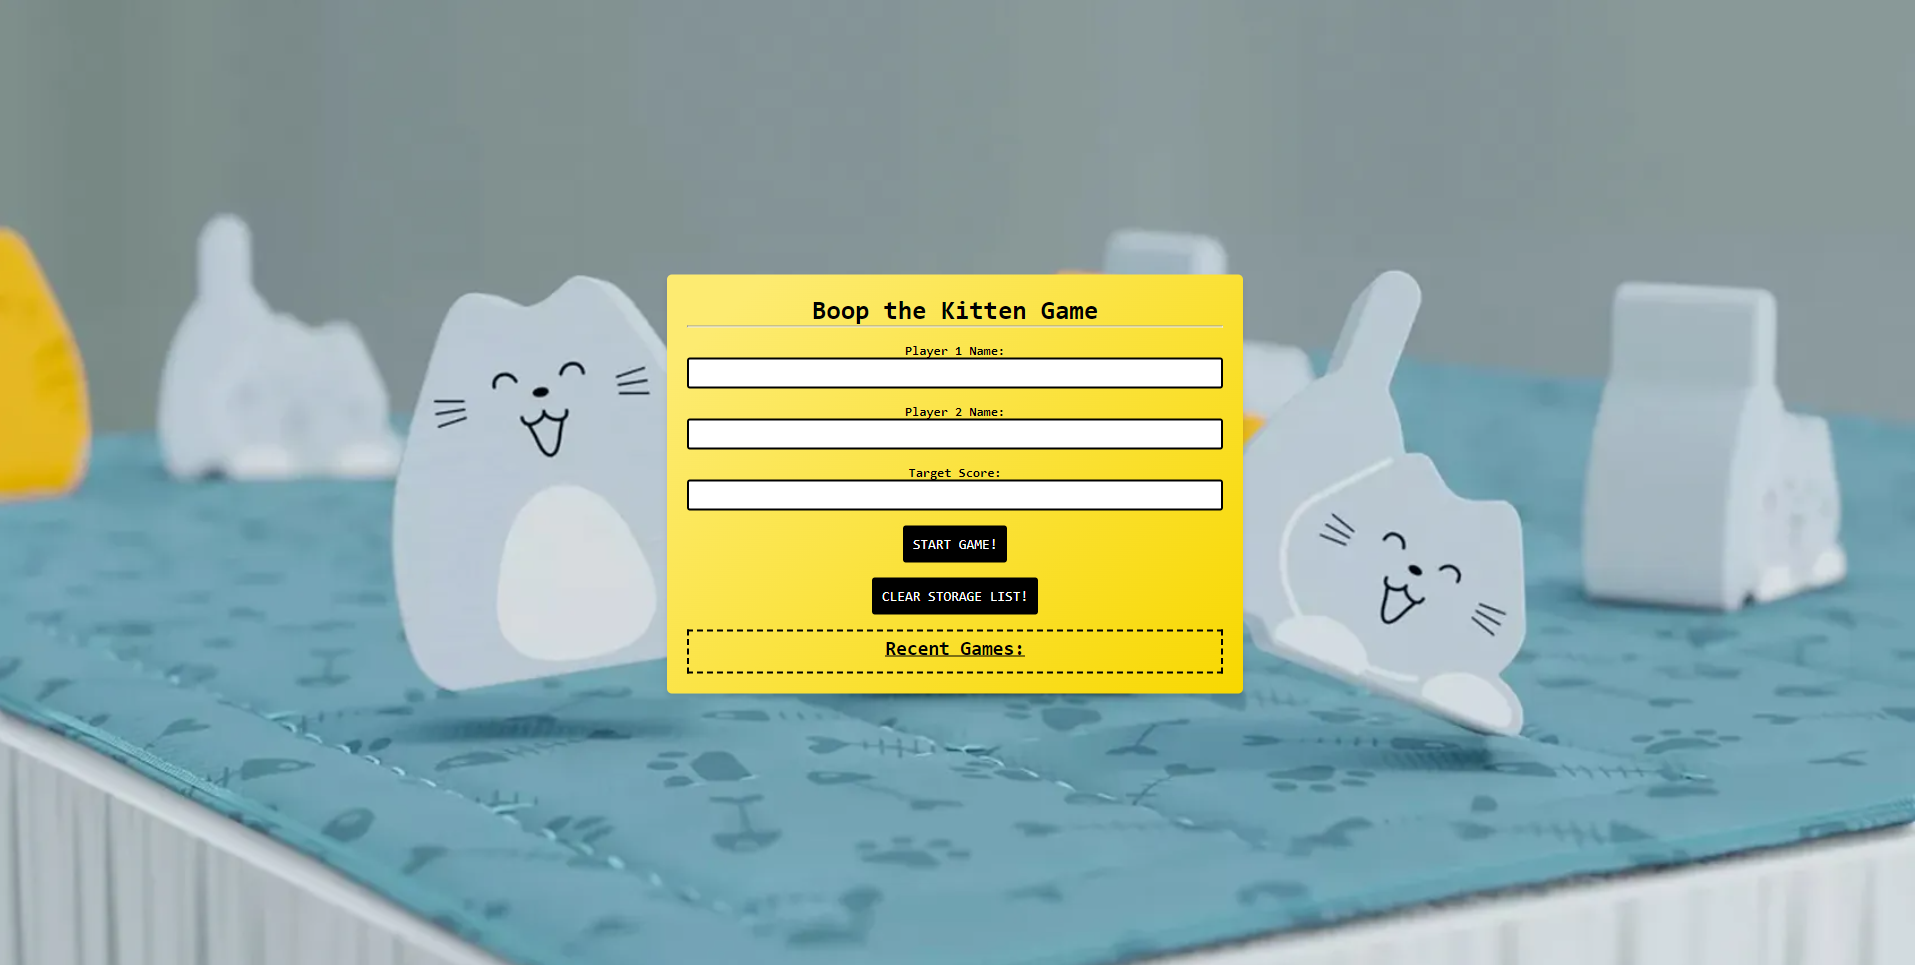 Boop the Kitten Game
Player 1 Name:
Player 2 Name:
Target Score:
START GAME!
CLEAR STORAGE LIST!
Recent Games: